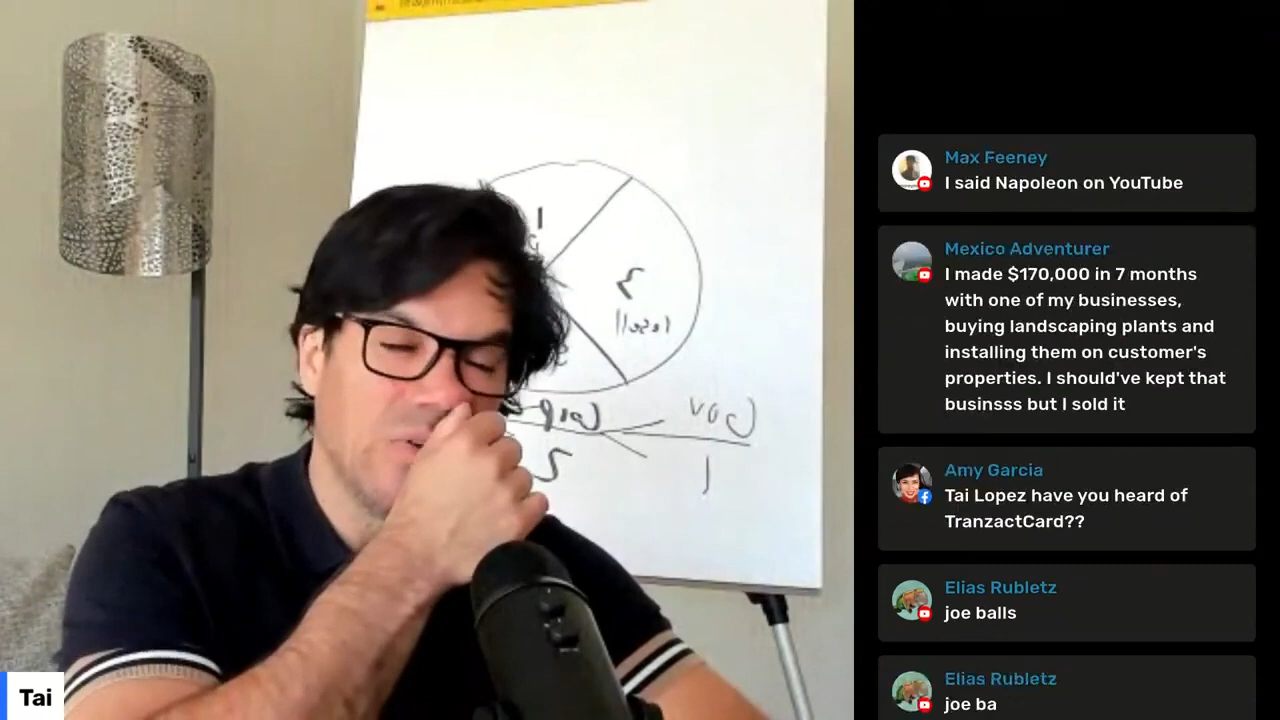 Max Feeney
I said Napoleon on YouTube
Mexico Adventurer
I made $170,000 in 7 months
with one of my businesses,
buying landscaping plants and
installing them on customer's
properties. I should've kept that
businsss but I sold it
Amy Garcia
Tai Lopez have you heard of
TranzactCard??
Elias Rubletz
joe balls
Elias Rubletz
joe ba
Tai
1